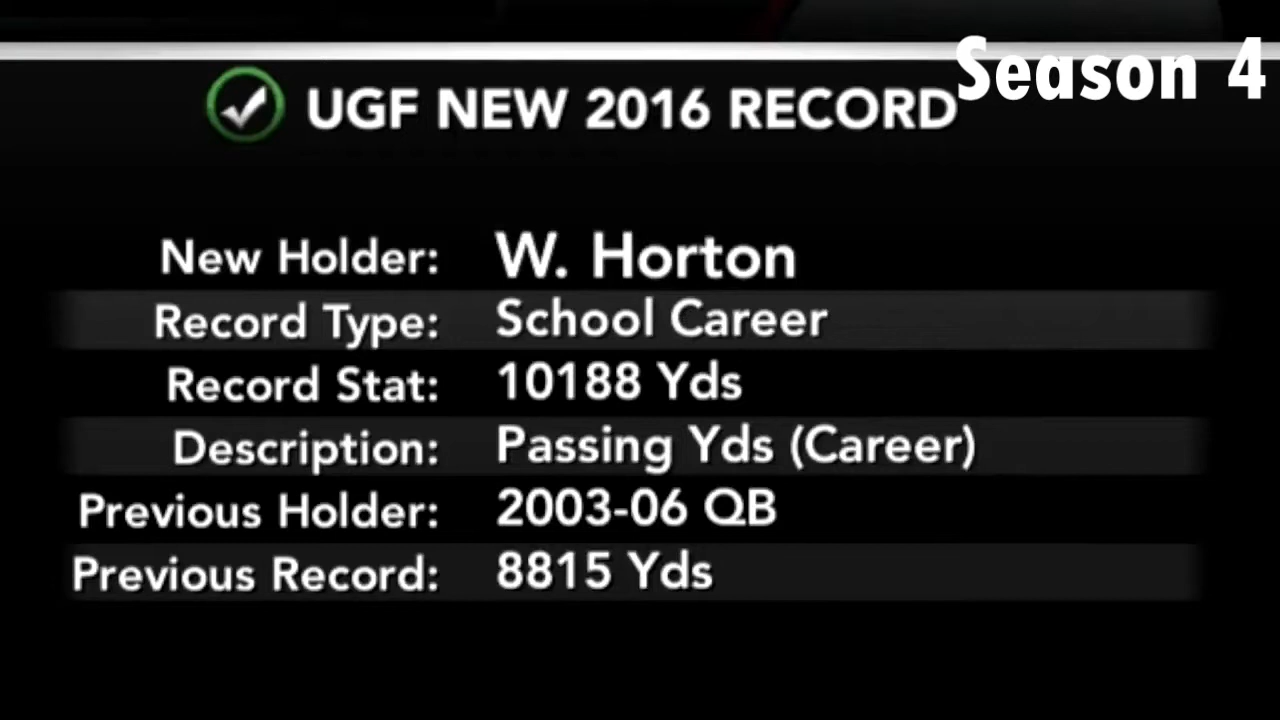 Season 4
UGF NEW 2016 RECORD
New Holder: W. Horton
Record Type: School Career
Record Stat: 10188 Yds
Description: Passing Yds (Career)
Previous Holder: 2003-06 QB
Previous Record: 8815 Yds